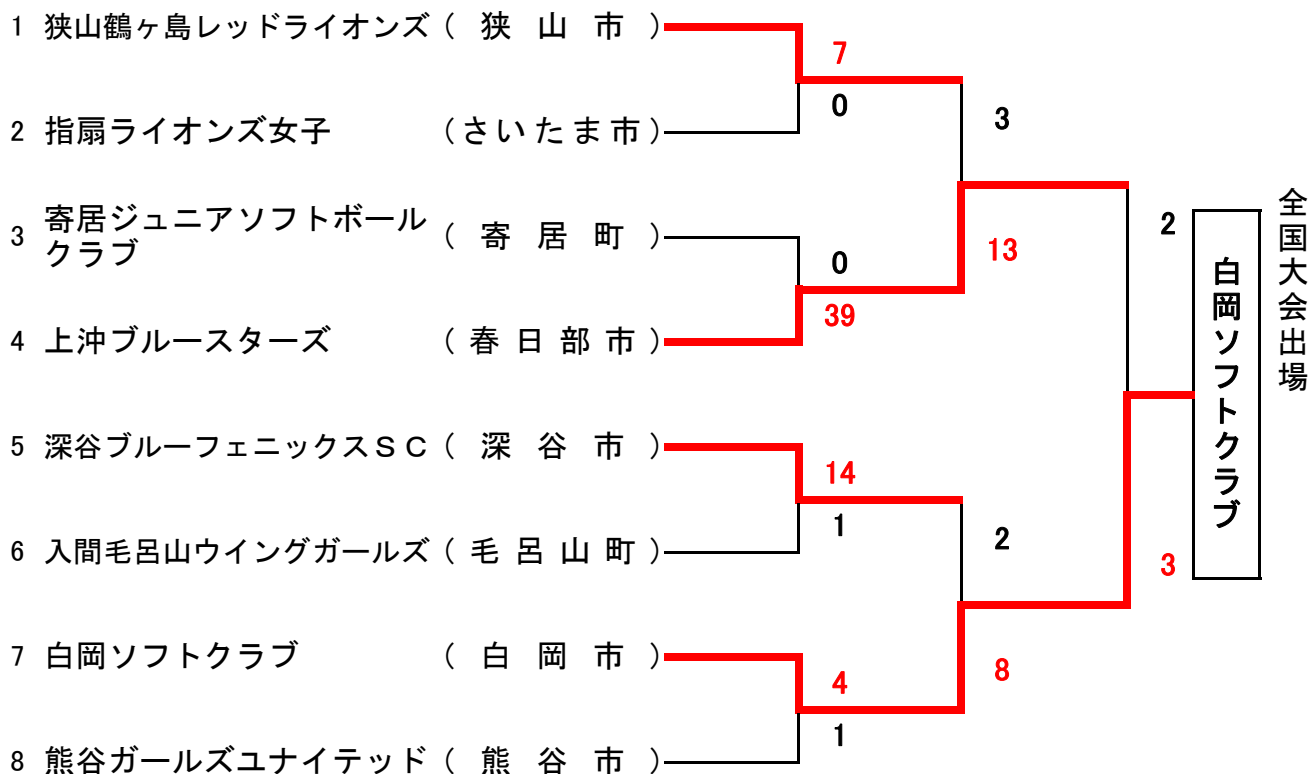 1 狭山鶴ヶ島レッドライオンズ ( 狭山市 )
7
0
2 指扇ライオンズ女子 (さいたま市)
3
3 寄居ジュニアソフトボール
クラブ ( 寄居町 )
0
39
13
4 上沖ブルースターズ ( 春日部市 )
2
白岡ソフトクラブ
全国大会出場
3
5 深谷ブルーフェニックスＳＣ ( 深谷市 )
14
1
6 入間毛呂山ウイングガールズ ( 毛呂山町 )
2
8
7 白岡ソフトクラブ ( 白岡市 )
4
1
8 熊谷ガールズユナイテッド ( 熊谷市 )